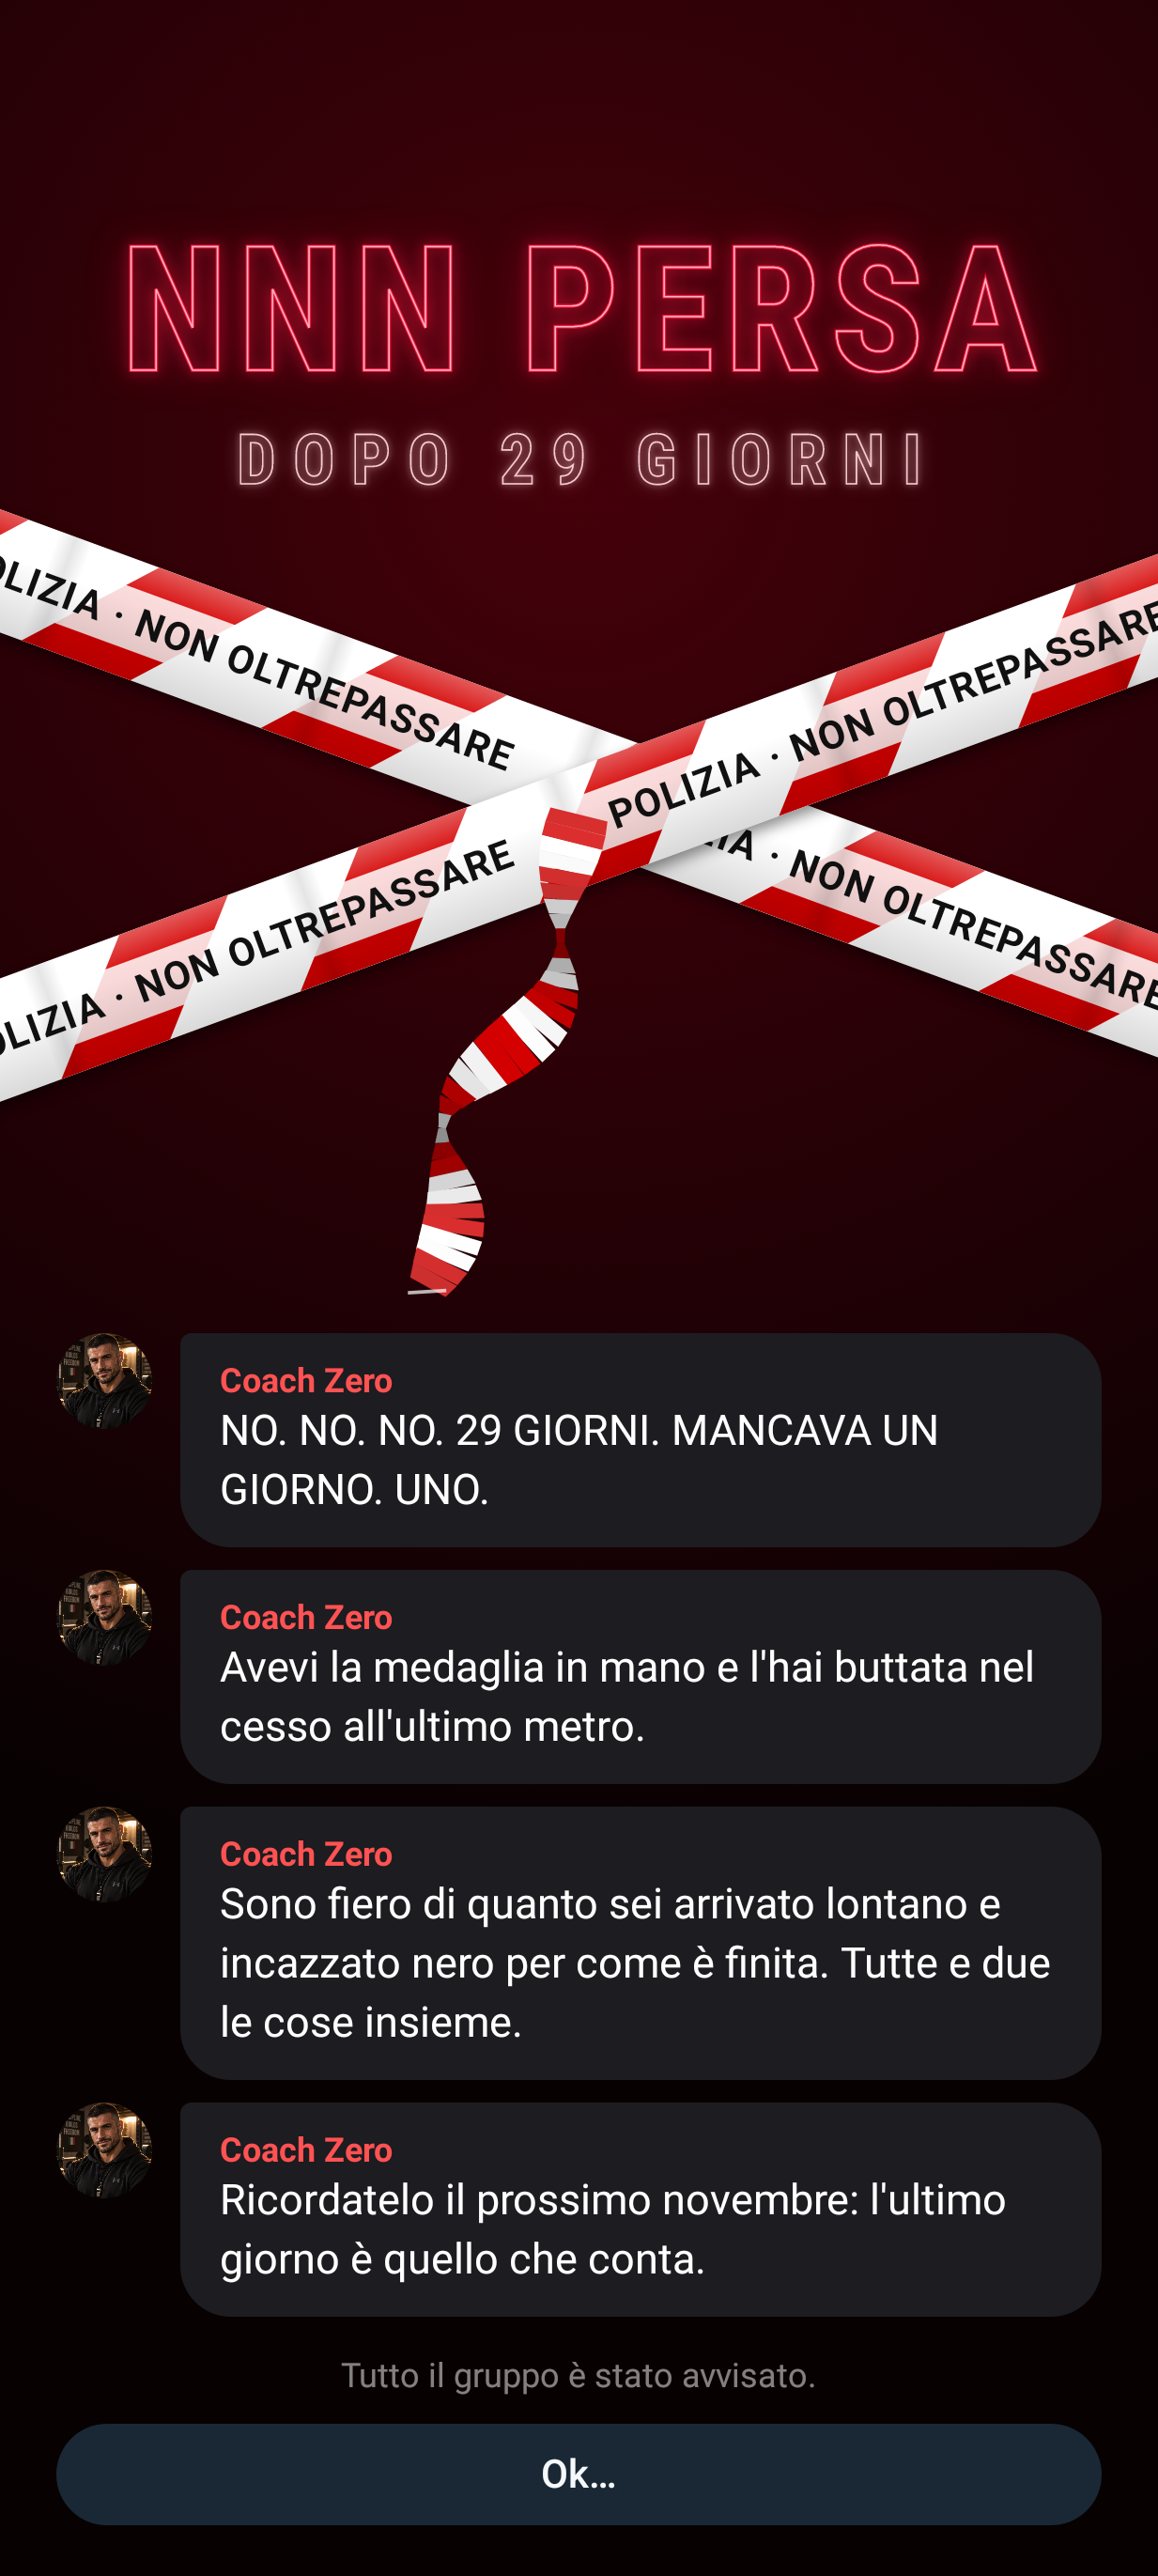 NNN PERSA
DOPO 29 GIORNI
POLIZIA · NON OLTREPASSARE
POLIZIA · NON OLTREPASSARE
POLIZIA · NON OLTREPASSARE
· NON OLTREPASSARE
Coach Zero
NO. NO. NO. 29 GIORNI. MANCAVA UN
GIORNO. UNO.
Coach Zero
Avevi la medaglia in mano e l'hai buttata nel
cesso all'ultimo metro.
Coach Zero
Sono fiero di quanto sei arrivato lontano e
incazzato nero per come è finita. Tutte e due
le cose insieme.
Coach Zero
Ricordatelo il prossimo novembre: l'ultimo
giorno è quello che conta.
Tutto il gruppo è stato avvisato.
Ok...